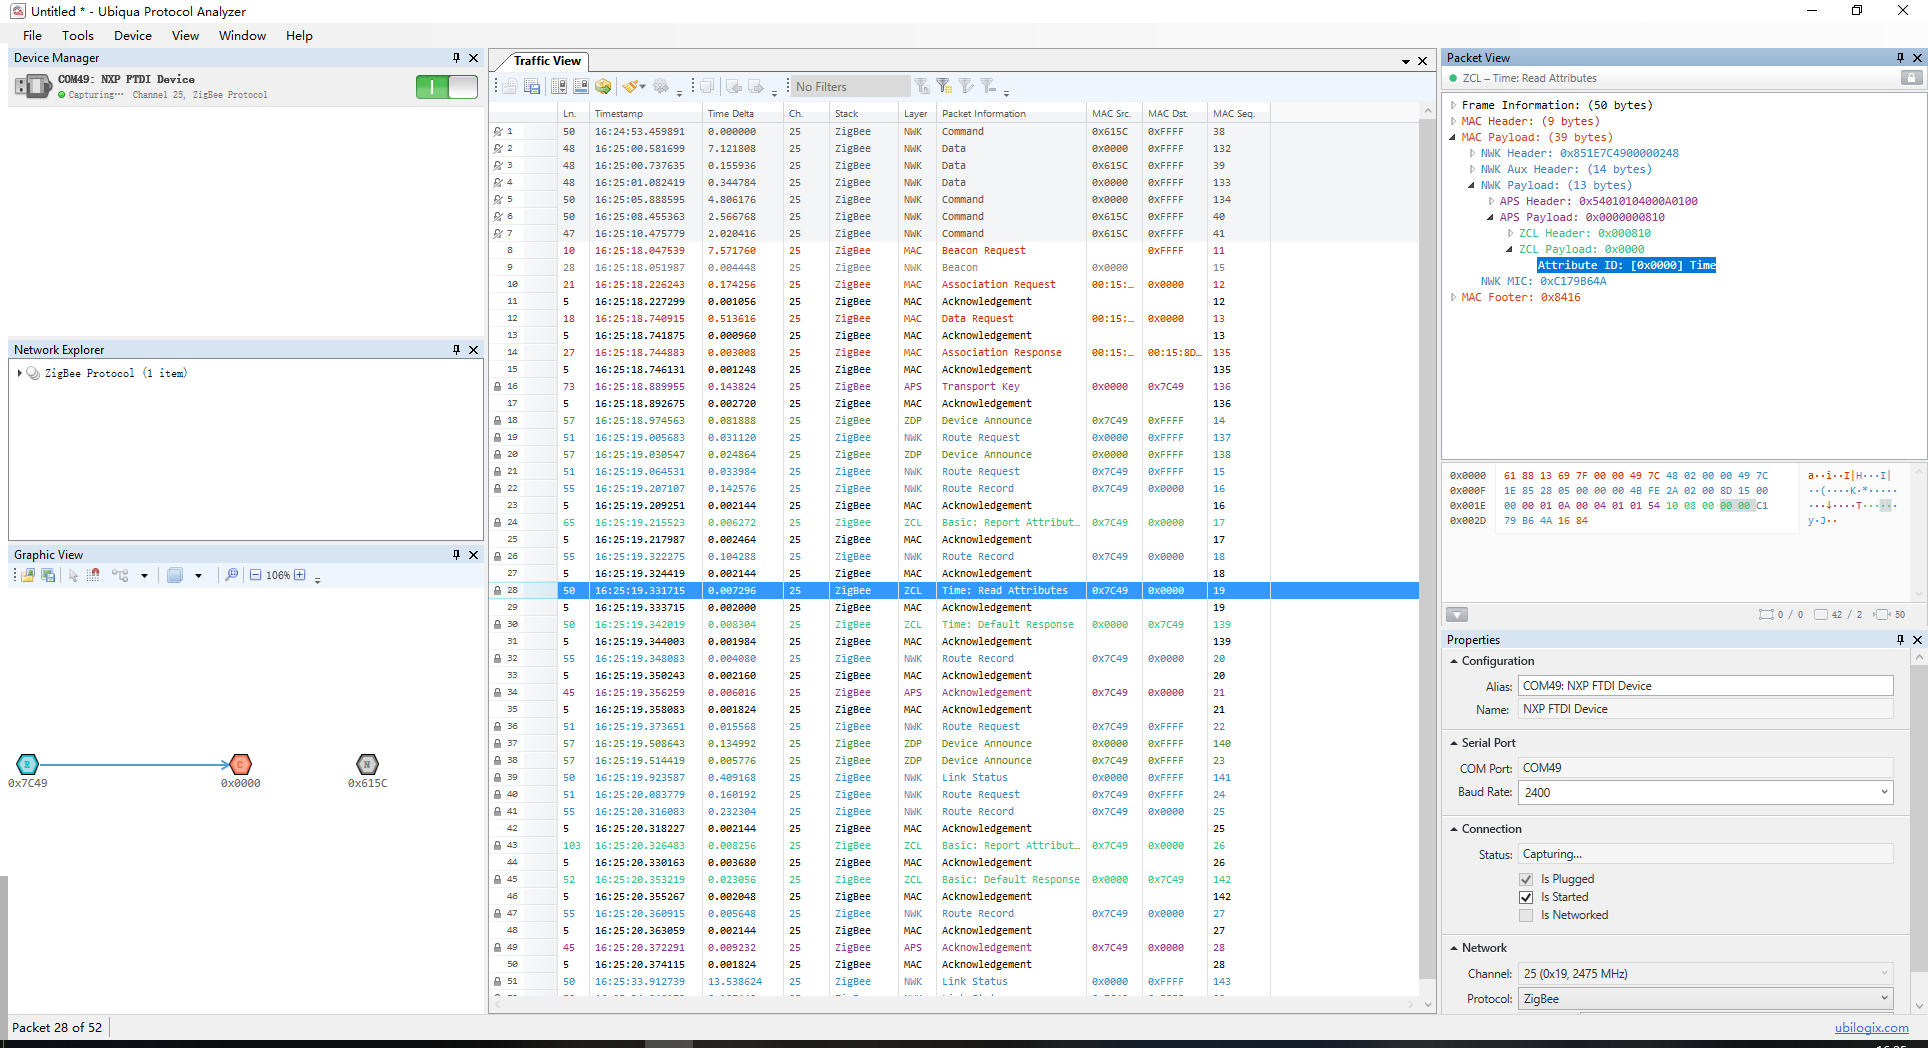 Untitled * - Ubiqua Protocol Analyzer
File Tools Device View Window Help
Device Manager
COM49: NXP FTDI Device
Capturing··· Channel 25, ZigBee Protocol
Network Explorer
ZigBee Protocol (1 item)
Graphic View
106%
R
C
N
0x7C49
0x0000
0x615C
Traffic View
No Filters
Ln. Timestamp Time Delta Ch. Stack Layer Packet Information MAC Src. MAC Dst. MAC Seq.
1 50 16:24:53.459891 0.000000 25 ZigBee NWK Command 0x615C 0xFFFF 38
2 48 16:25:00.581699 7.121808 25 ZigBee NWK Data 0x0000 0xFFFF 132
3 48 16:25:00.737635 0.155936 25 ZigBee NWK Data 0x615C 0xFFFF 39
4 48 16:25:01.082419 0.344784 25 ZigBee NWK Data 0x0000 0xFFFF 133
5 50 16:25:05.888595 4.806176 25 ZigBee NWK Command 0x0000 0xFFFF 134
6 50 16:25:08.455363 2.566768 25 ZigBee NWK Command 0x615C 0xFFFF 40
7 47 16:25:10.475779 2.020416 25 ZigBee NWK Command 0x615C 0xFFFF 41
8 10 16:25:18.047539 7.571760 25 ZigBee MAC Beacon Request 0xFFFF 11
9 28 16:25:18.051987 0.004448 25 ZigBee NWK Beacon 0x0000 15
10 21 16:25:18.226243 0.174256 25 ZigBee MAC Association Request 00:15:… 0x0000 12
11 5 16:25:18.227299 0.001056 25 ZigBee MAC Acknowledgement 12
12 18 16:25:18.740915 0.513616 25 ZigBee MAC Data Request 00:15:… 0x0000 13
13 5 16:25:18.741875 0.000960 25 ZigBee MAC Acknowledgement 13
14 27 16:25:18.744883 0.003008 25 ZigBee MAC Association Response 00:15:… 00:15:8D… 135
15 5 16:25:18.746131 0.001248 25 ZigBee MAC Acknowledgement 135
16 73 16:25:18.889955 0.143824 25 ZigBee APS Transport Key 0x0000 0x7C49 136
17 5 16:25:18.892675 0.002720 25 ZigBee MAC Acknowledgement 136
18 57 16:25:18.974563 0.081888 25 ZigBee ZDP Device Announce 0x7C49 0xFFFF 14
19 51 16:25:19.005683 0.031120 25 ZigBee NWK Route Request 0x0000 0xFFFF 137
20 57 16:25:19.030547 0.024864 25 ZigBee ZDP Device Announce 0x0000 0xFFFF 138
21 51 16:25:19.064531 0.033984 25 ZigBee NWK Route Request 0x7C49 0xFFFF 15
22 55 16:25:19.207107 0.142576 25 ZigBee NWK Route Record 0x7C49 0x0000 16
23 5 16:25:19.209251 0.002144 25 ZigBee MAC Acknowledgement 16
24 65 16:25:19.215523 0.006272 25 ZigBee ZCL Basic: Report Attribut… 0x7C49 0x0000 17
25 5 16:25:19.217987 0.002464 25 ZigBee MAC Acknowledgement 17
26 55 16:25:19.322275 0.104288 25 ZigBee NWK Route Record 0x7C49 0x0000 18
27 5 16:25:19.324419 0.002144 25 ZigBee MAC Acknowledgement 18
28 50 16:25:19.331715 0.007296 25 ZigBee ZCL Time: Read Attributes 0x7C49 0x0000 19
29 5 16:25:19.333715 0.002000 25 ZigBee MAC Acknowledgement 19
30 50 16:25:19.342019 0.008304 25 ZigBee ZCL Time: Default Response 0x0000 0x7C49 139
31 5 16:25:19.344003 0.001984 25 ZigBee MAC Acknowledgement 139
32 55 16:25:19.348083 0.004080 25 ZigBee NWK Route Record 0x7C49 0x0000 20
33 5 16:25:19.350243 0.002160 25 ZigBee MAC Acknowledgement 20
34 45 16:25:19.356259 0.006016 25 ZigBee APS Acknowledgement 0x7C49 0x0000 21
35 5 16:25:19.358083 0.001824 25 ZigBee MAC Acknowledgement 21
36 51 16:25:19.373651 0.015568 25 ZigBee NWK Route Request 0x7C49 0xFFFF 22
37 57 16:25:19.508643 0.134992 25 ZigBee ZDP Device Announce 0x0000 0xFFFF 140
38 57 16:25:19.514419 0.005776 25 ZigBee ZDP Device Announce 0x7C49 0xFFFF 23
39 50 16:25:19.923587 0.409168 25 ZigBee NWK Link Status 0x0000 0xFFFF 141
40 51 16:25:20.083779 0.160192 25 ZigBee NWK Route Request 0x7C49 0xFFFF 24
41 55 16:25:20.316083 0.232304 25 ZigBee NWK Route Record 0x7C49 0x0000 25
42 5 16:25:20.318227 0.002144 25 ZigBee MAC Acknowledgement 25
43 103 16:25:20.326483 0.008256 25 ZigBee ZCL Basic: Report Attribut… 0x7C49 0x0000 26
44 5 16:25:20.330163 0.003680 25 ZigBee MAC Acknowledgement 26
45 52 16:25:20.353219 0.023056 25 ZigBee ZCL Basic: Default Response 0x0000 0x7C49 142
46 5 16:25:20.355267 0.002048 25 ZigBee MAC Acknowledgement 142
47 55 16:25:20.360915 0.005648 25 ZigBee NWK Route Record 0x7C49 0x0000 27
48 5 16:25:20.363059 0.002144 25 ZigBee MAC Acknowledgement 27
49 45 16:25:20.372291 0.009232 25 ZigBee APS Acknowledgement 0x7C49 0x0000 28
50 5 16:25:20.374115 0.001824 25 ZigBee MAC Acknowledgement 28
51 50 16:25:33.912739 13.538624 25 ZigBee NWK Link Status 0x0000 0xFFFF 143
Packet View
ZCL – Time: Read Attributes
Frame Information: (50 bytes)
MAC Header: (9 bytes)
MAC Payload: (39 bytes)
NWK Header: 0x851E7C4900000248
NWK Aux Header: (14 bytes)
NWK Payload: (13 bytes)
APS Header: 0x54010104000A0100
APS Payload: 0x0000000810
ZCL Header: 0x000810
ZCL Payload: 0x0000
Attribute ID: [0x0000] Time
NWK MIC: 0xC179B64A
MAC Footer: 0x8416
0x0000 61 88 13 69 7F 00 00 49 7C 48 02 00 00 49 7C a··i··I|H···I|
0x000F 1E 85 28 05 00 00 00 4B FE 2A 02 00 8D 15 00 ··(····K·*·····
0x001E 00 00 01 0A 00 04 01 01 54 10 08 00 00 00 C1 ···↓····T······
0x002D 79 B6 4A 16 84 y·J··
0 / 0 42 / 2 50
Properties
Configuration
Alias: COM49: NXP FTDI Device
Name: NXP FTDI Device
Serial Port
COM Port: COM49
Baud Rate: 2400
Connection
Status: Capturing...
Is Plugged
Is Started
Is Networked
Network
Channel: 25 (0x19, 2475 MHz)
Protocol: ZigBee
Packet 28 of 52
ubilogix.com